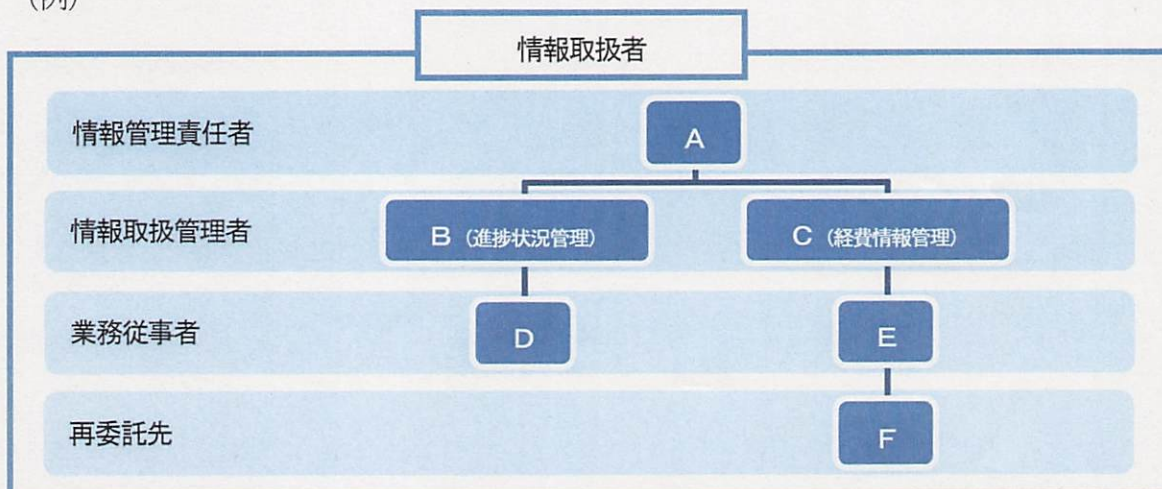 (例)
情報取扱者
情報管理責任者
A
情報取扱管理者
B (進捗状況管理)
C (経費情報管理)
業務従事者
D
E
再委託先
F